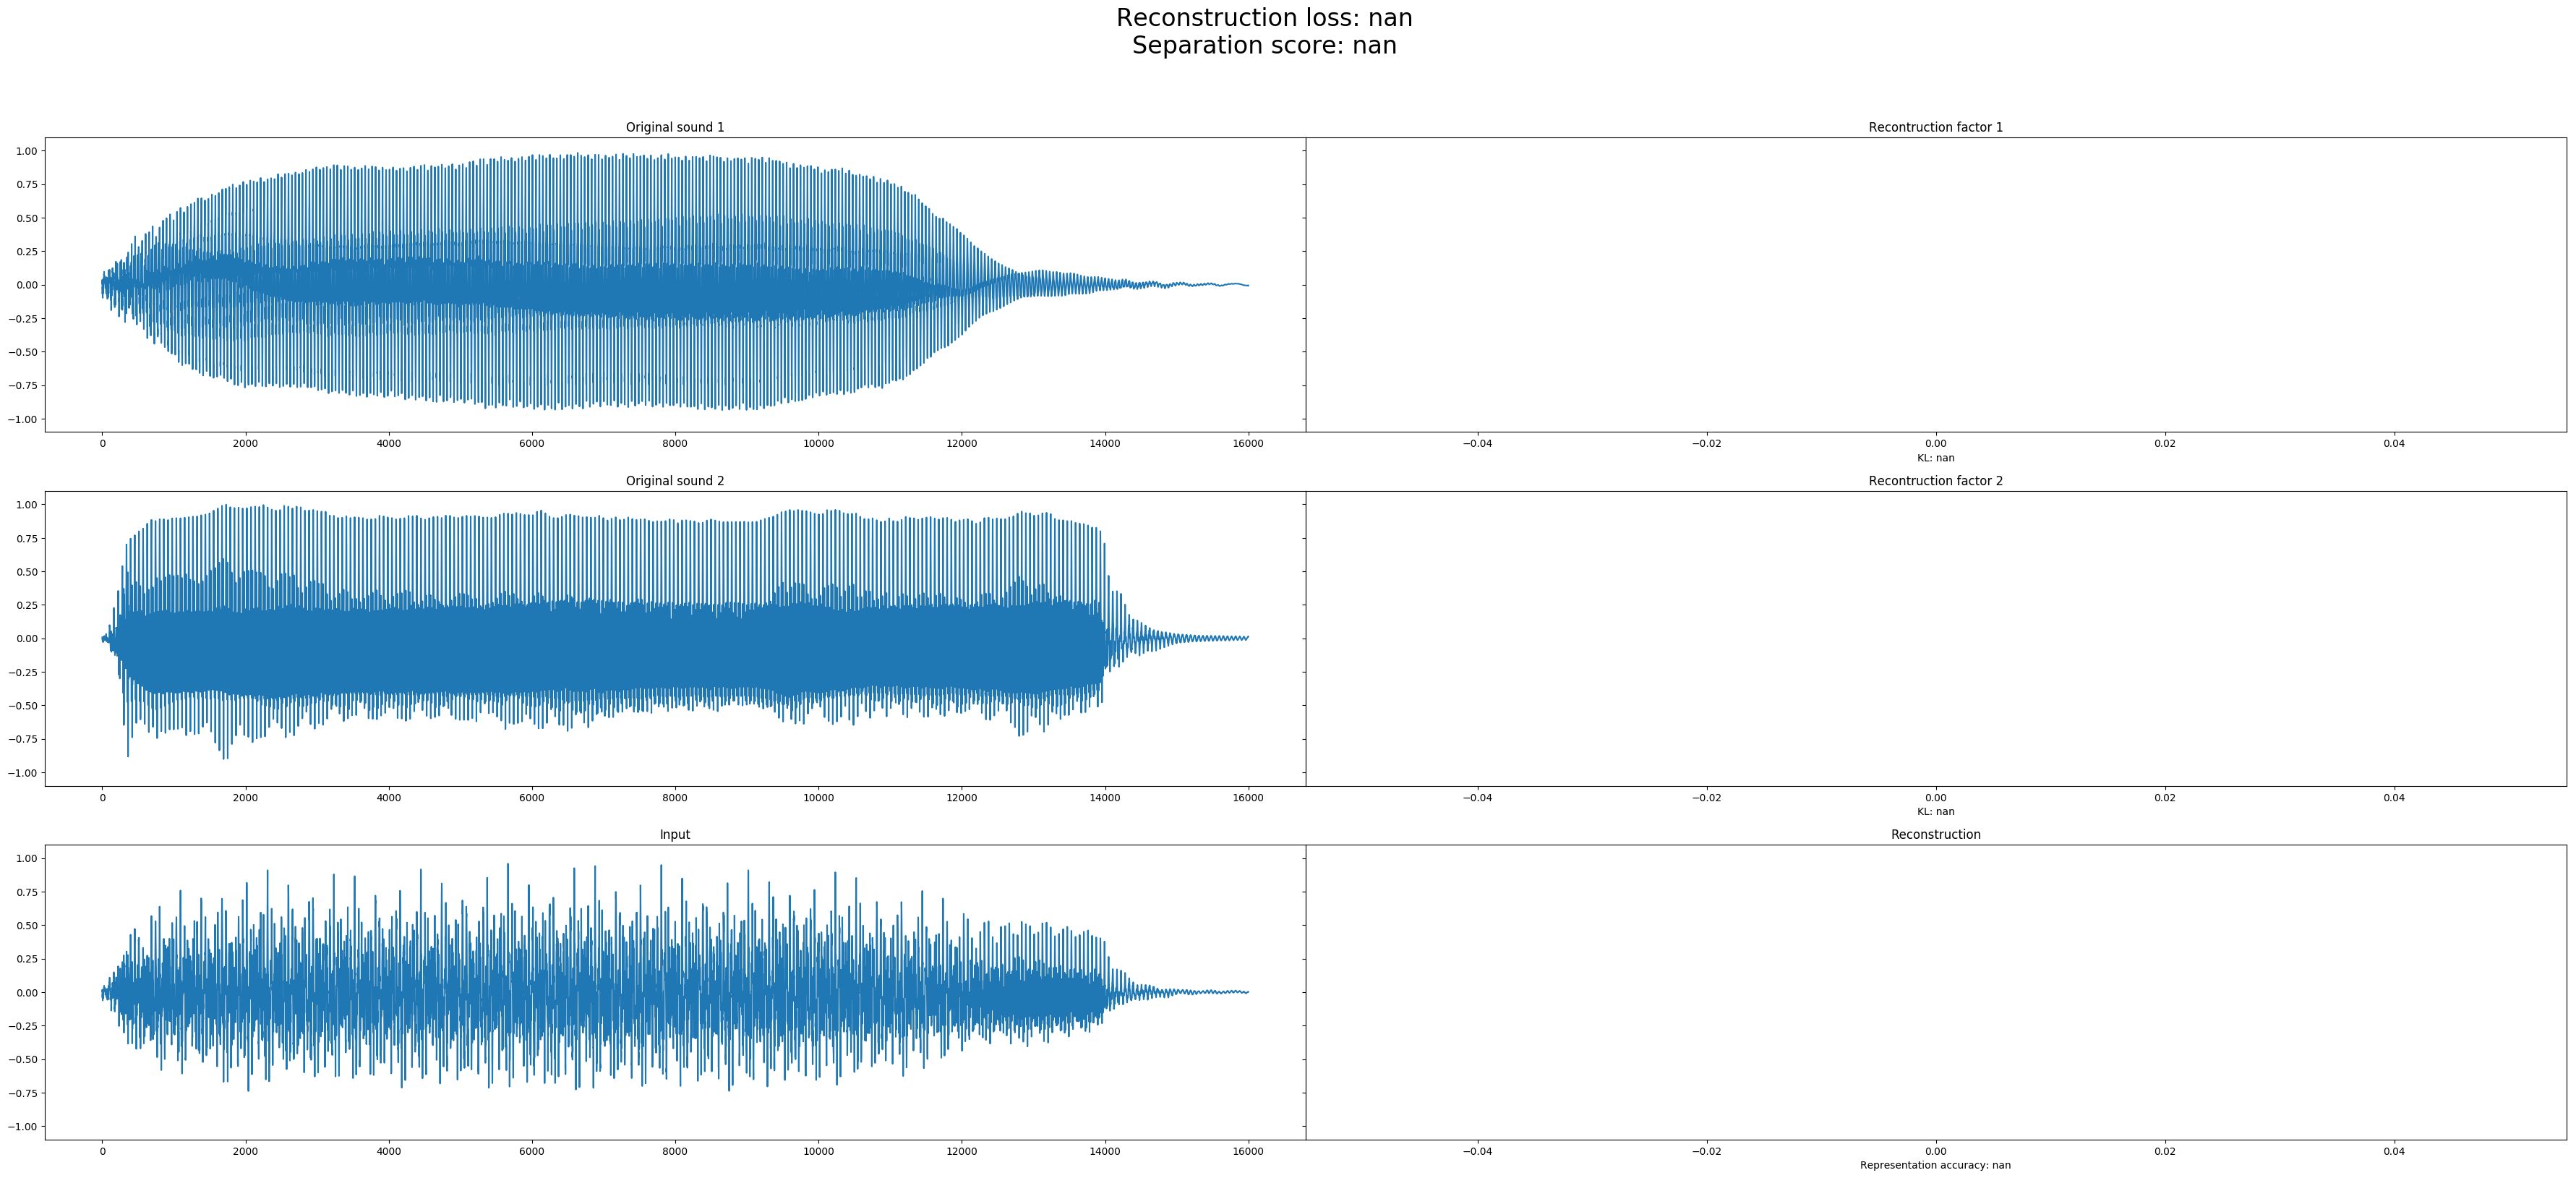 Reconstruction loss: nan
Separation score: nan
Original sound 1
Recontruction factor 1
1.00
0.75
0.50
0.25
0.00
−0.25
−0.50
−0.75
−1.00
0 2000 4000 6000 8000 10000 12000 14000 16000
−0.04 −0.02 0.00 0.02 0.04
KL: nan
Original sound 2
Recontruction factor 2
1.00
0.75
0.50
0.25
0.00
−0.25
−0.50
−0.75
−1.00
0 2000 4000 6000 8000 10000 12000 14000 16000
−0.04 −0.02 0.00 0.02 0.04
KL: nan
Input
Reconstruction
1.00
0.75
0.50
0.25
0.00
−0.25
−0.50
−0.75
−1.00
0 2000 4000 6000 8000 10000 12000 14000 16000
−0.04 −0.02 0.00 0.02 0.04
Representation accuracy: nan